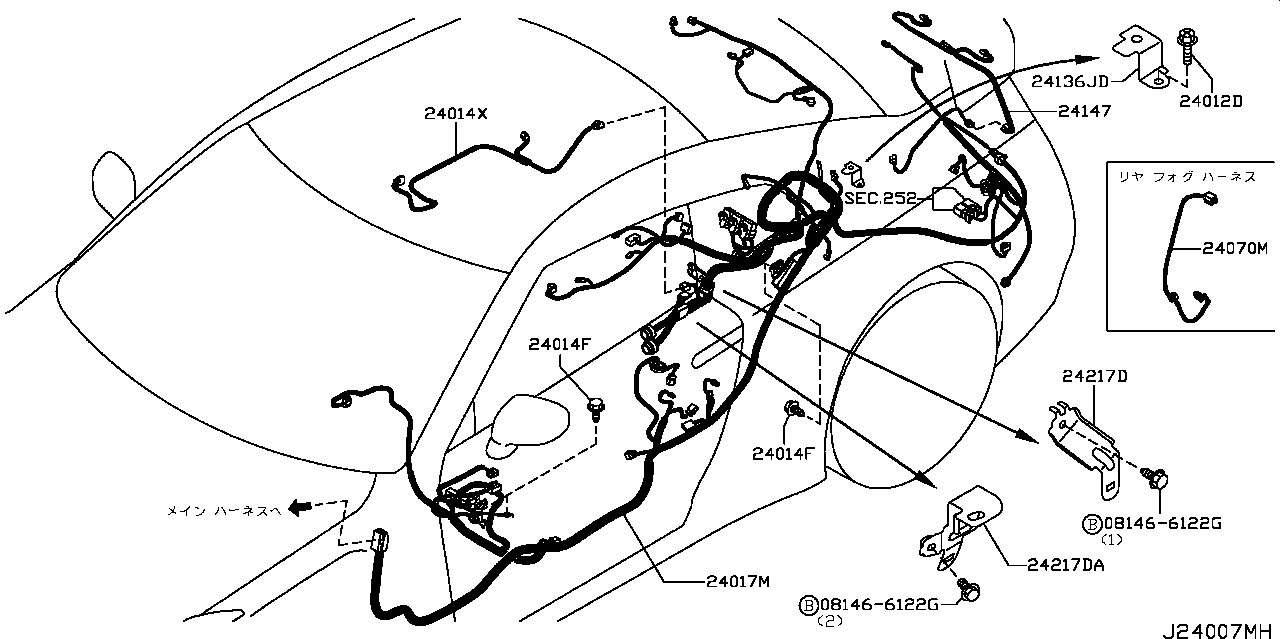 24014X
24136JD
24012D
24147
リヤ フォグ ハーネス
SEC.252
24070M
24014F
24217D
24014F
メイン ハーネスヘ
B08146-6122G
(1)
24217DA
24017M
B08146-6122G
(2)
J24007MH